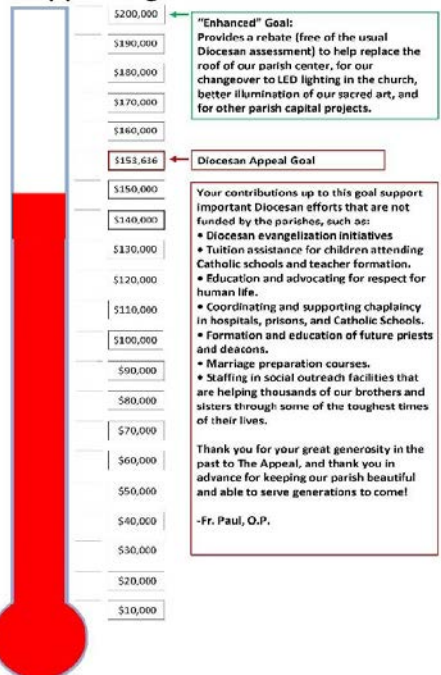 $200,000
"Enhanced" Goal:
Provides a rebate (free of the usual
Diocesan assessment) to help replace the
roof of our parish center, for our
changeover to LED lighting in the church,
better illumination of our sacred art, and
for other parish capital projects.
$190,000
$180,000
$170,000
$160,000
$153,636
Diocesan Appeal Goal
$150,000
$140,000
$130,000
$120,000
$110,000
$100,000
$90,000
$80,000
$70,000
$60,000
$50,000
$40,000
$30,000
$20,000
$10,000
Your contributions up to this goal support
important Diocesan efforts that are not
funded by the parishes, such as:
• Diocesan evangelization initiatives
• Tuition assistance for children attending
Catholic schools and teacher formation.
• Education and advocating for respect for
human life.
• Coordinating and supporting chaplaincy
in hospitals, prisons, and Catholic Schools.
• Formation and education of future priests
and deacons.
• Marriage preparation courses.
• Staffing in social outreach facilities that
are helping thousands of our brothers and
sisters through some of the toughest times
of their lives.
Thank you for your great generosity in the
past to The Appeal, and thank you in
advance for keeping our parish beautiful
and able to serve generations to come!
-Fr. Paul, O.P.